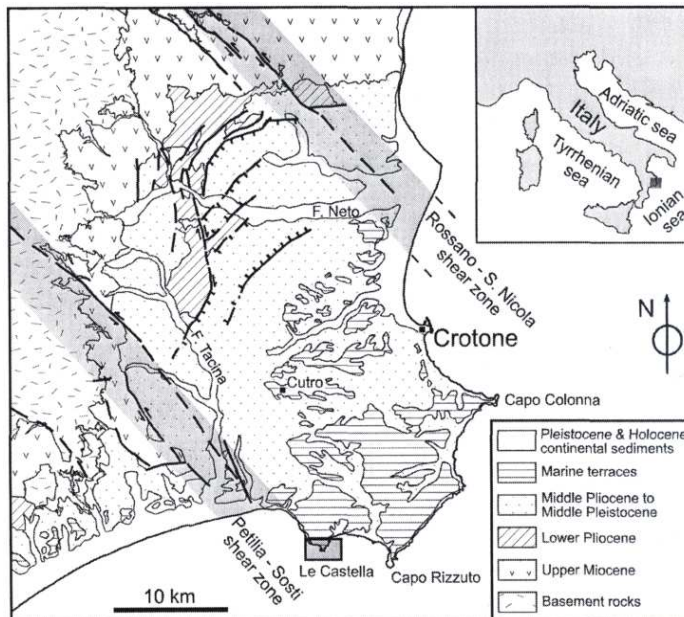 Italy
Adriatic sea
Tyrrhenian
sea
Ionian
sea
F. Neto
Rossano - S. Nicola
shear zone
N
Crotone
F. Tacina
Cutro
Capo Colonna
Petilia - Sosti
shear zone
Le Castella
Capo Rizzuto
10 km
Pleistocene & Holocene
continental sediments
Marine terraces
Middle Pliocene to
Middle Pleistocene
Lower Pliocene
Upper Miocene
Basement rocks